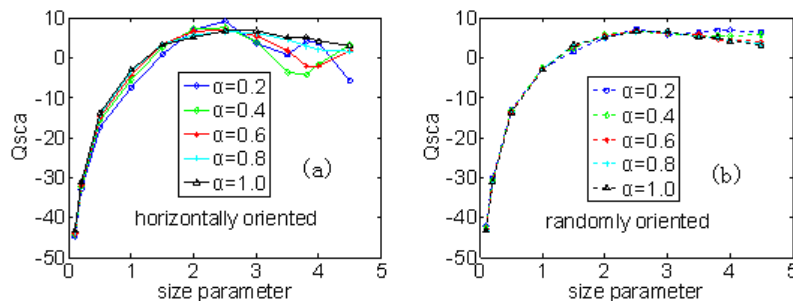 10
0
-10
-20
-30
-40
-50
Qsca
α=0.2
α=0.4
α=0.6
α=0.8
α=1.0
(a)
horizontally oriented
0 1 2 3 4 5
size parameter
10
0
-10
-20
-30
-40
-50
Qsca
α=0.2
α=0.4
α=0.6
α=0.8
α=1.0
(b)
randomly oriented
0 1 2 3 4 5
size parameter